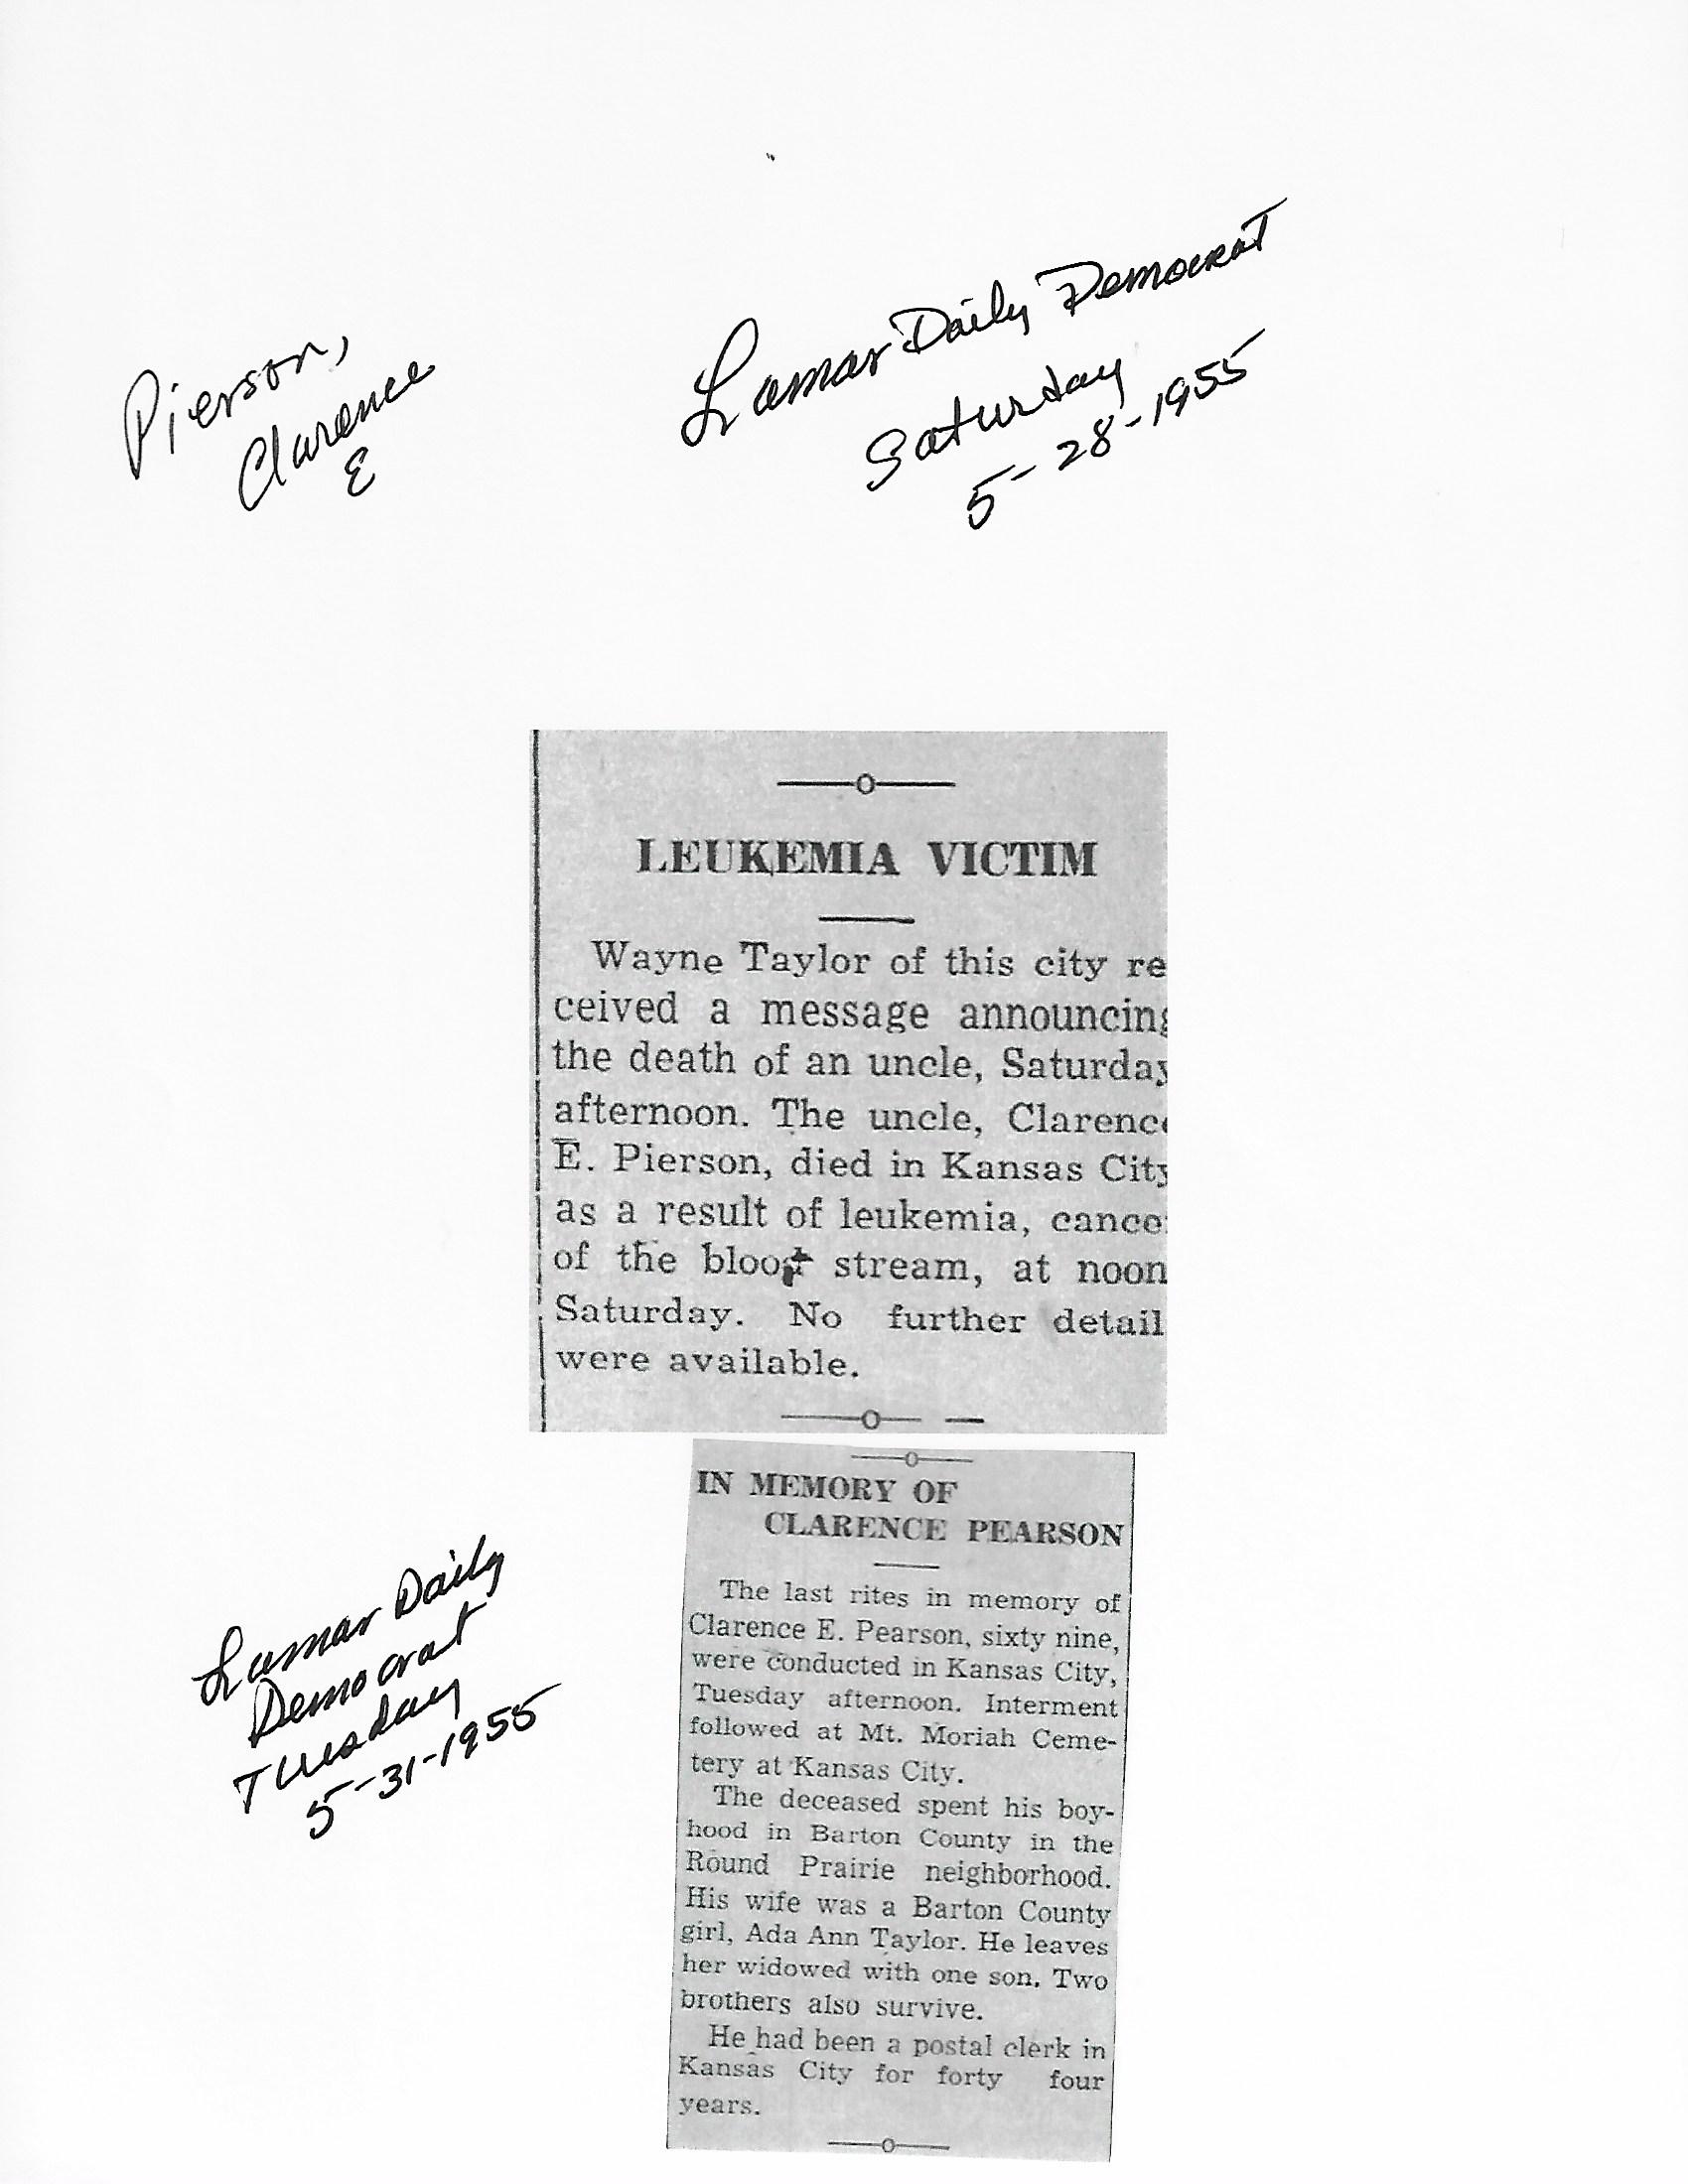 Pierson,
Clarence
E
Lamar Daily Democrat
Saturday
5-28-1955
LEUKEMIA VICTIM
Wayne Taylor of this city re
ceived a message announcing
the death of an uncle, Saturday
afternoon. The uncle, Clarence
E. Pierson, died in Kansas City
as a result of leukemia, cance
of the blood stream, at noon
Saturday. No further detail
were available.
Lamar Daily
Democrat
Tuesday
5-31-1955
IN MEMORY OF
CLARENCE PEARSON
The last rites in memory of
Clarence E. Pearson, sixty nine,
were conducted in Kansas City,
Tuesday afternoon. Interment
followed at Mt. Moriah Ceme-
tery at Kansas City.
The deceased spent his boy-
hood in Barton County in the
Round Prairie neighborhood.
His wife was a Barton County
girl, Ada Ann Taylor. He leaves
her widowed with one son. Two
brothers also survive.
He had been a postal clerk in
Kansas City for forty four
years.